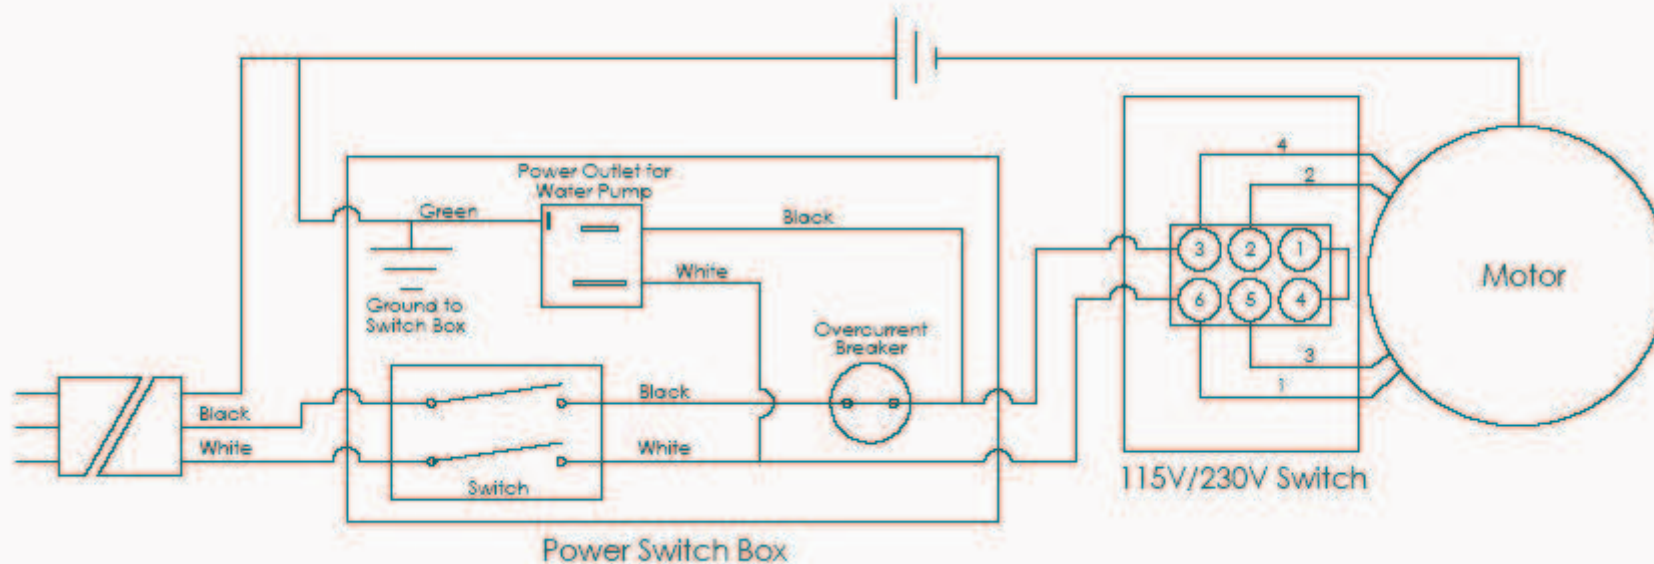 4
2
Power Outlet for
Water Pump
Green
Black
White
3 2 1
6 5 4
Motor
Ground to
Switch Box
Overcurrent
Breaker
3
1
Black
Black
White
White
Switch
115V/230V Switch
Power Switch Box